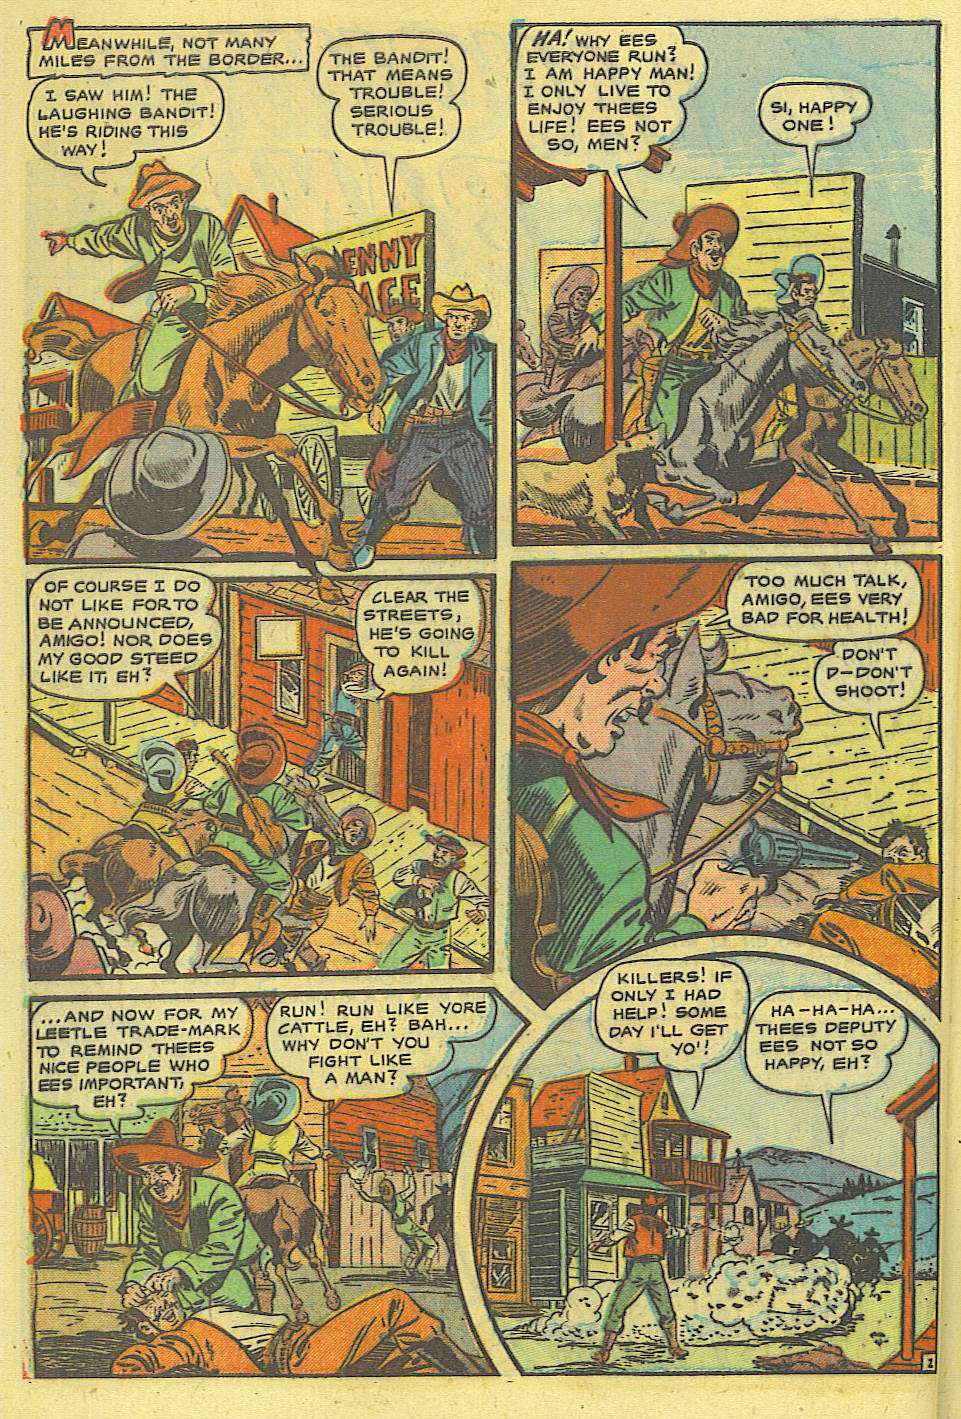 MEANWHILE, NOT MANY
MILES FROM THE BORDER...
I SAW HIM! THE
LAUGHING BANDIT!
HE'S RIDING THIS
WAY!
THE BANDIT!
THAT MEANS
TROUBLE!
SERIOUS
TROUBLE!
ENNY
HA! WHY EES
EVERYONE RUN?
I AM HAPPY MAN!
I ONLY LIVE TO
ENJOY THEES
LIFE! EES NOT
SO, MEN?
SI, HAPPY
ONE!
OF COURSE I DO
NOT LIKE FOR TO
BE ANNOUNCED,
AMIGO! NOR DOES
MY GOOD STEED
LIKE IT, EH?
CLEAR THE
STREETS,
HE'S GOING
TO KILL
AGAIN!
TOO MUCH TALK,
AMIGO, EES VERY
BAD FOR HEALTH!
DON'T
D-DON'T
SHOOT!
...AND NOW FOR MY
LEETLE TRADE-MARK
TO REMIND THEES
NICE PEOPLE WHO
EES IMPORTANT,
EH?
RUN! RUN LIKE YORE
CATTLE, EH? BAH...
WHY DON'T YOU
FIGHT LIKE
A MAN?
KILLERS! IF
ONLY I HAD
HELP! SOME
DAY I'LL GET
YO'!
HA-HA-HA...
THEES DEPUTY
EES NOT SO
HAPPY, EH?